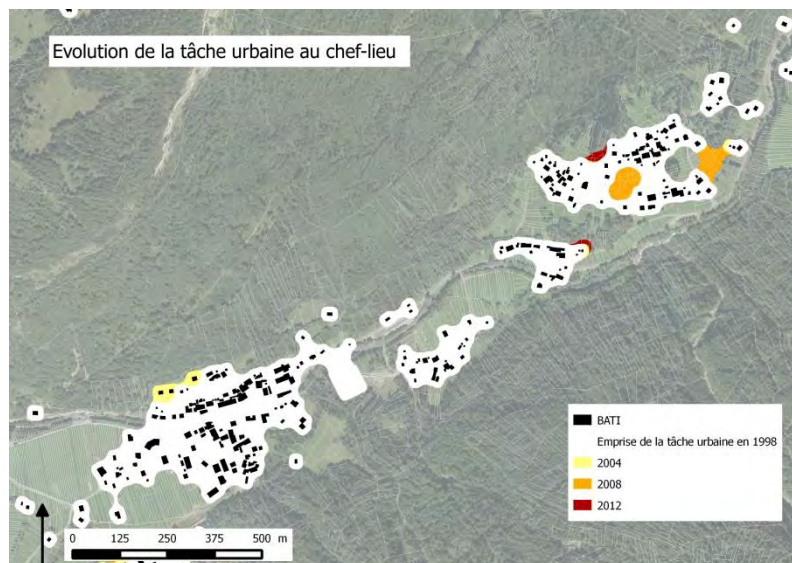 Evolution de la tâche urbaine au chef-lieu
BATI
Emprise de la tâche urbaine en 1998
2004
2008
2012
0 125 250 375 500 m